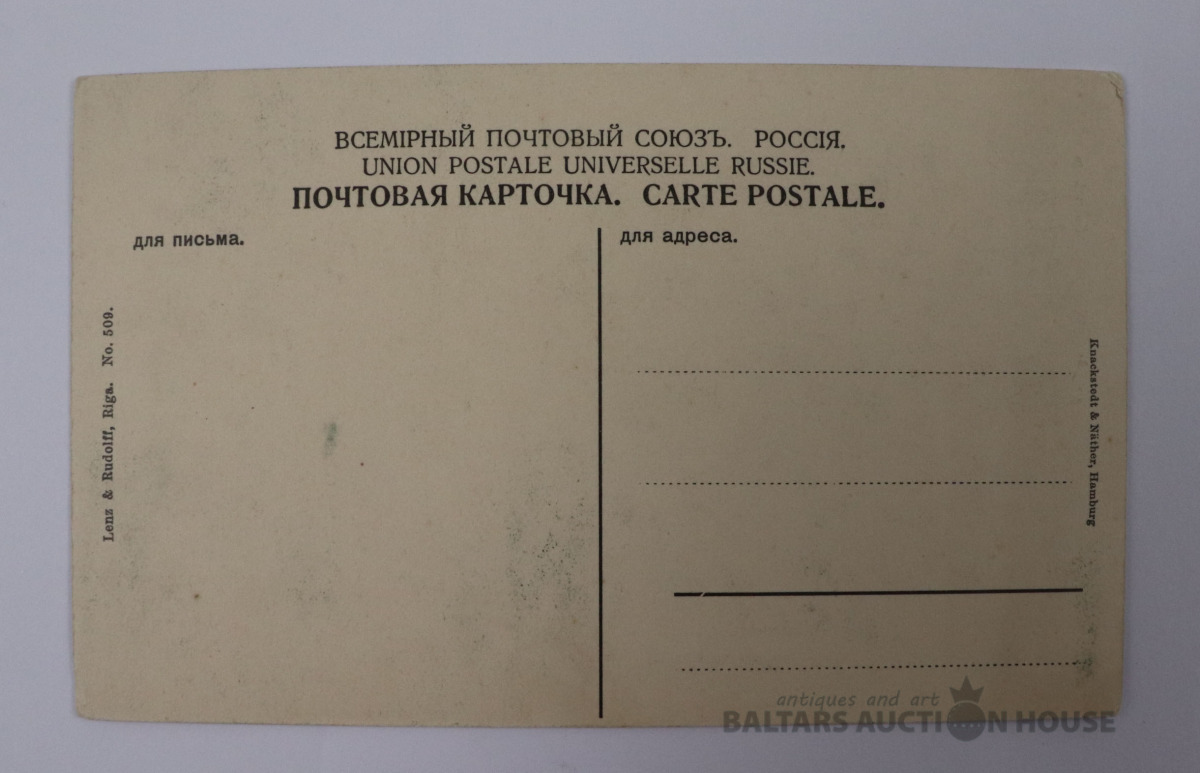 ВСЕМІРНЫЙ ПОЧТОВЫЙ СОЮЗЪ. РОССІЯ.
UNION POSTALE UNIVERSELLE RUSSIE.
ПОЧТОВАЯ КАРТОЧКА. CARTE POSTALE.
для письма.
для адреса.
Lenz & Rudolff, Riga. No. 509.
Knackstedt & Näther, Hamburg
antiques and art
BALTARS AUCTION HOUSE